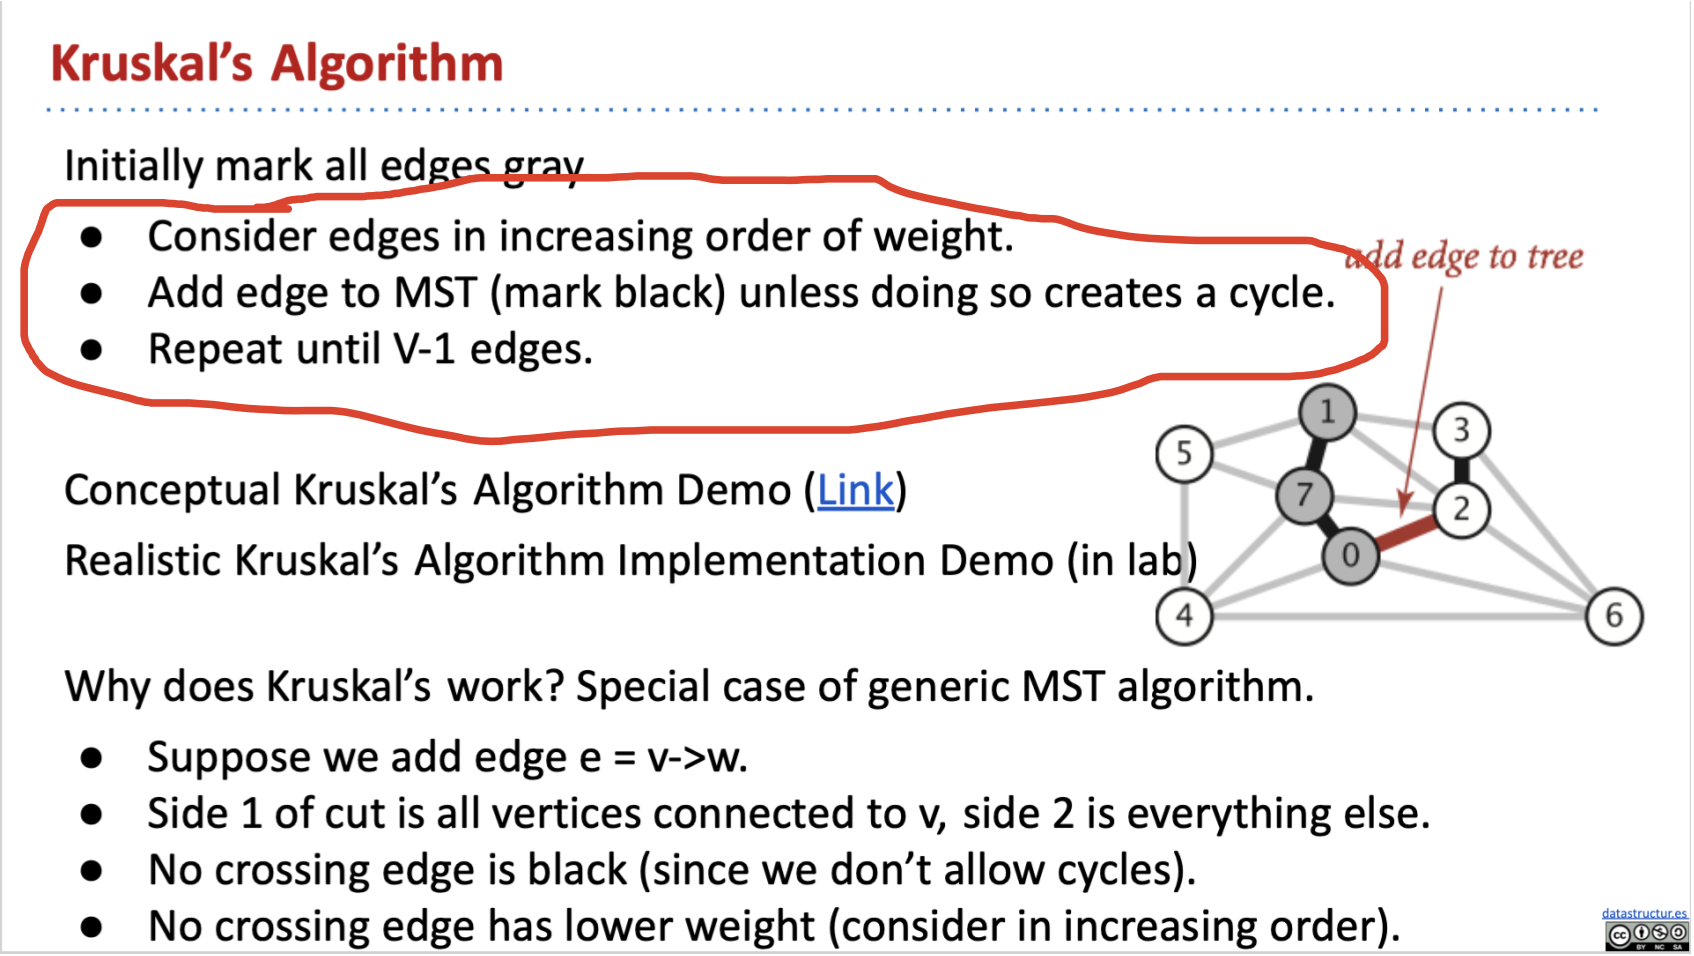 Kruskal's Algorithm
Initially mark all edges gray
● Consider edges in increasing order of weight.
● Add edge to MST (mark black) unless doing so creates a cycle.
● Repeat until V-1 edges.
add edge to tree
1
3
5
7
2
0
4
6
Conceptual Kruskal's Algorithm Demo (Link)
Realistic Kruskal's Algorithm Implementation Demo (in lab)
Why does Kruskal's work? Special case of generic MST algorithm.
● Suppose we add edge e = v->w.
● Side 1 of cut is all vertices connected to v, side 2 is everything else.
● No crossing edge is black (since we don't allow cycles).
● No crossing edge has lower weight (consider in increasing order).
datastructur.es
cc
BY NC SA